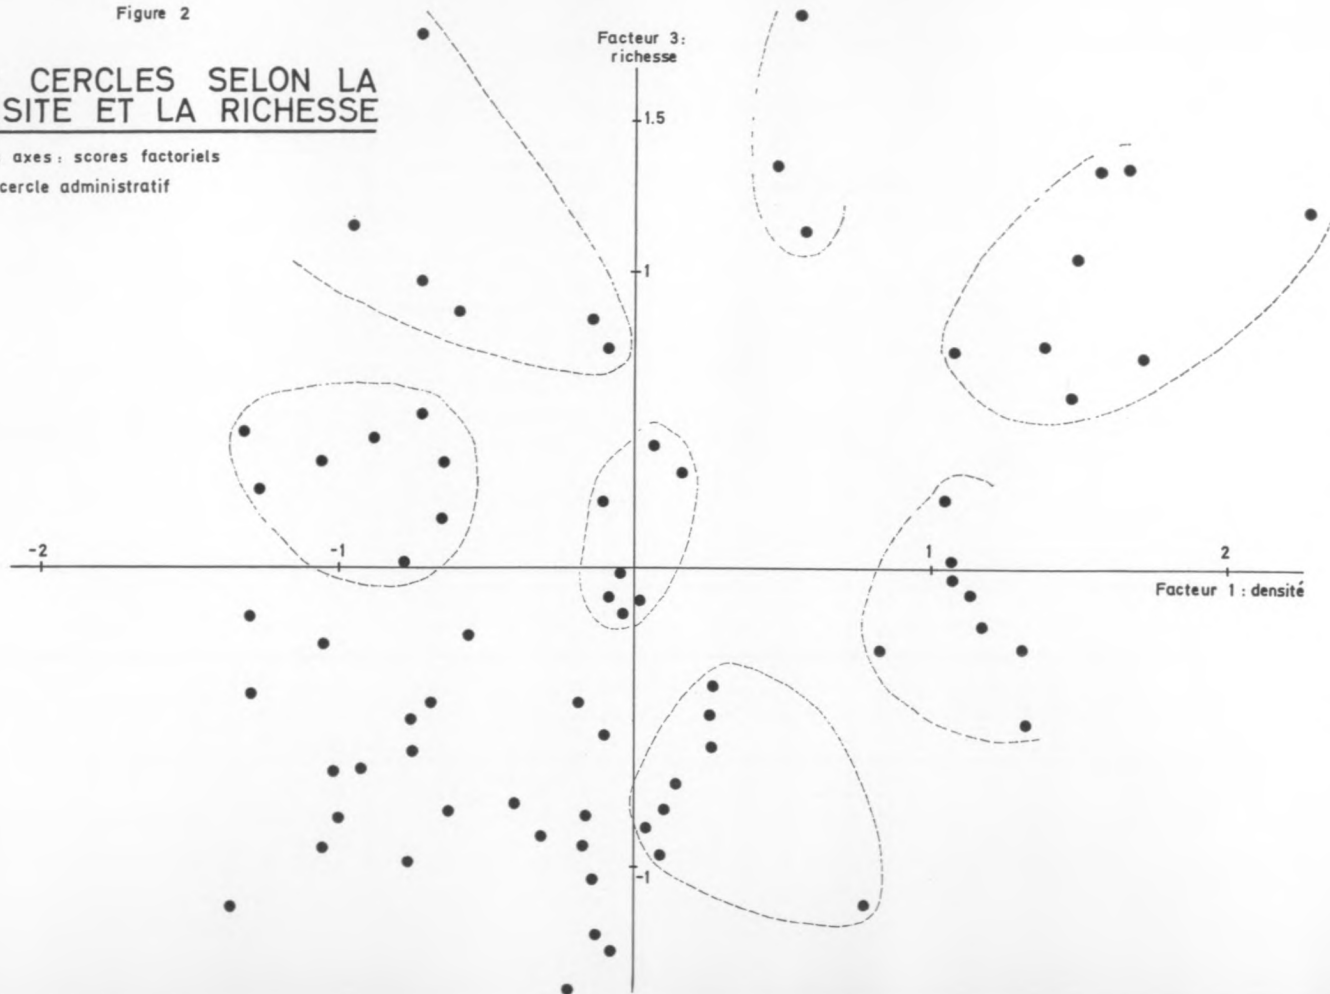 Figure 2
CERCLES SELON LA
SITE ET LA RICHESSE
axes : scores factoriels
cercle administratif
Facteur 3 :
richesse
1.5
1
-2
-1
1
2
Facteur 1 : densité
-1